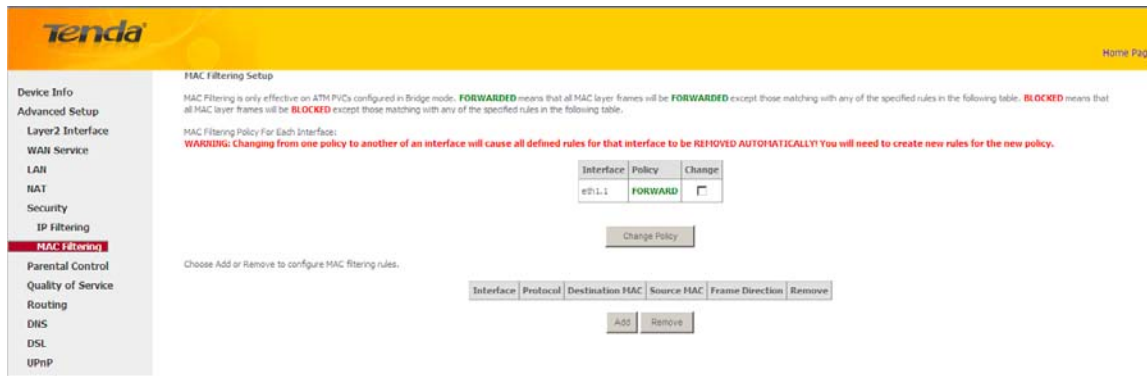 Tenda
Home Pag
Device Info
Advanced Setup
Layer2 Interface
WAN Service
LAN
NAT
Security
IP Filtering
MAC Filtering
Parental Control
Quality of Service
Routing
DNS
DSL
UPnP
MAC Filtering Setup
MAC Filtering is only effective on ATM PVCs configured in Bridge mode. FORWARDED means that all MAC layer frames will be FORWARDED except those matching with any of the specified rules in the following table. BLOCKED means that
all MAC layer frames will be BLOCKED except those matching with any of the specified rules in the following table.
MAC Filtering Policy For Each Interface:
WARNING: Changing from one policy to another of an interface will cause all defined rules for that interface to be REMOVED AUTOMATICALLY! You will need to create new rules for the new policy.
Interface Policy Change
eth1.1 FORWARD
Change Policy
Choose Add or Remove to configure MAC filtering rules.
Interface Protocol Destination MAC Source MAC Frame Direction Remove
Add Remove